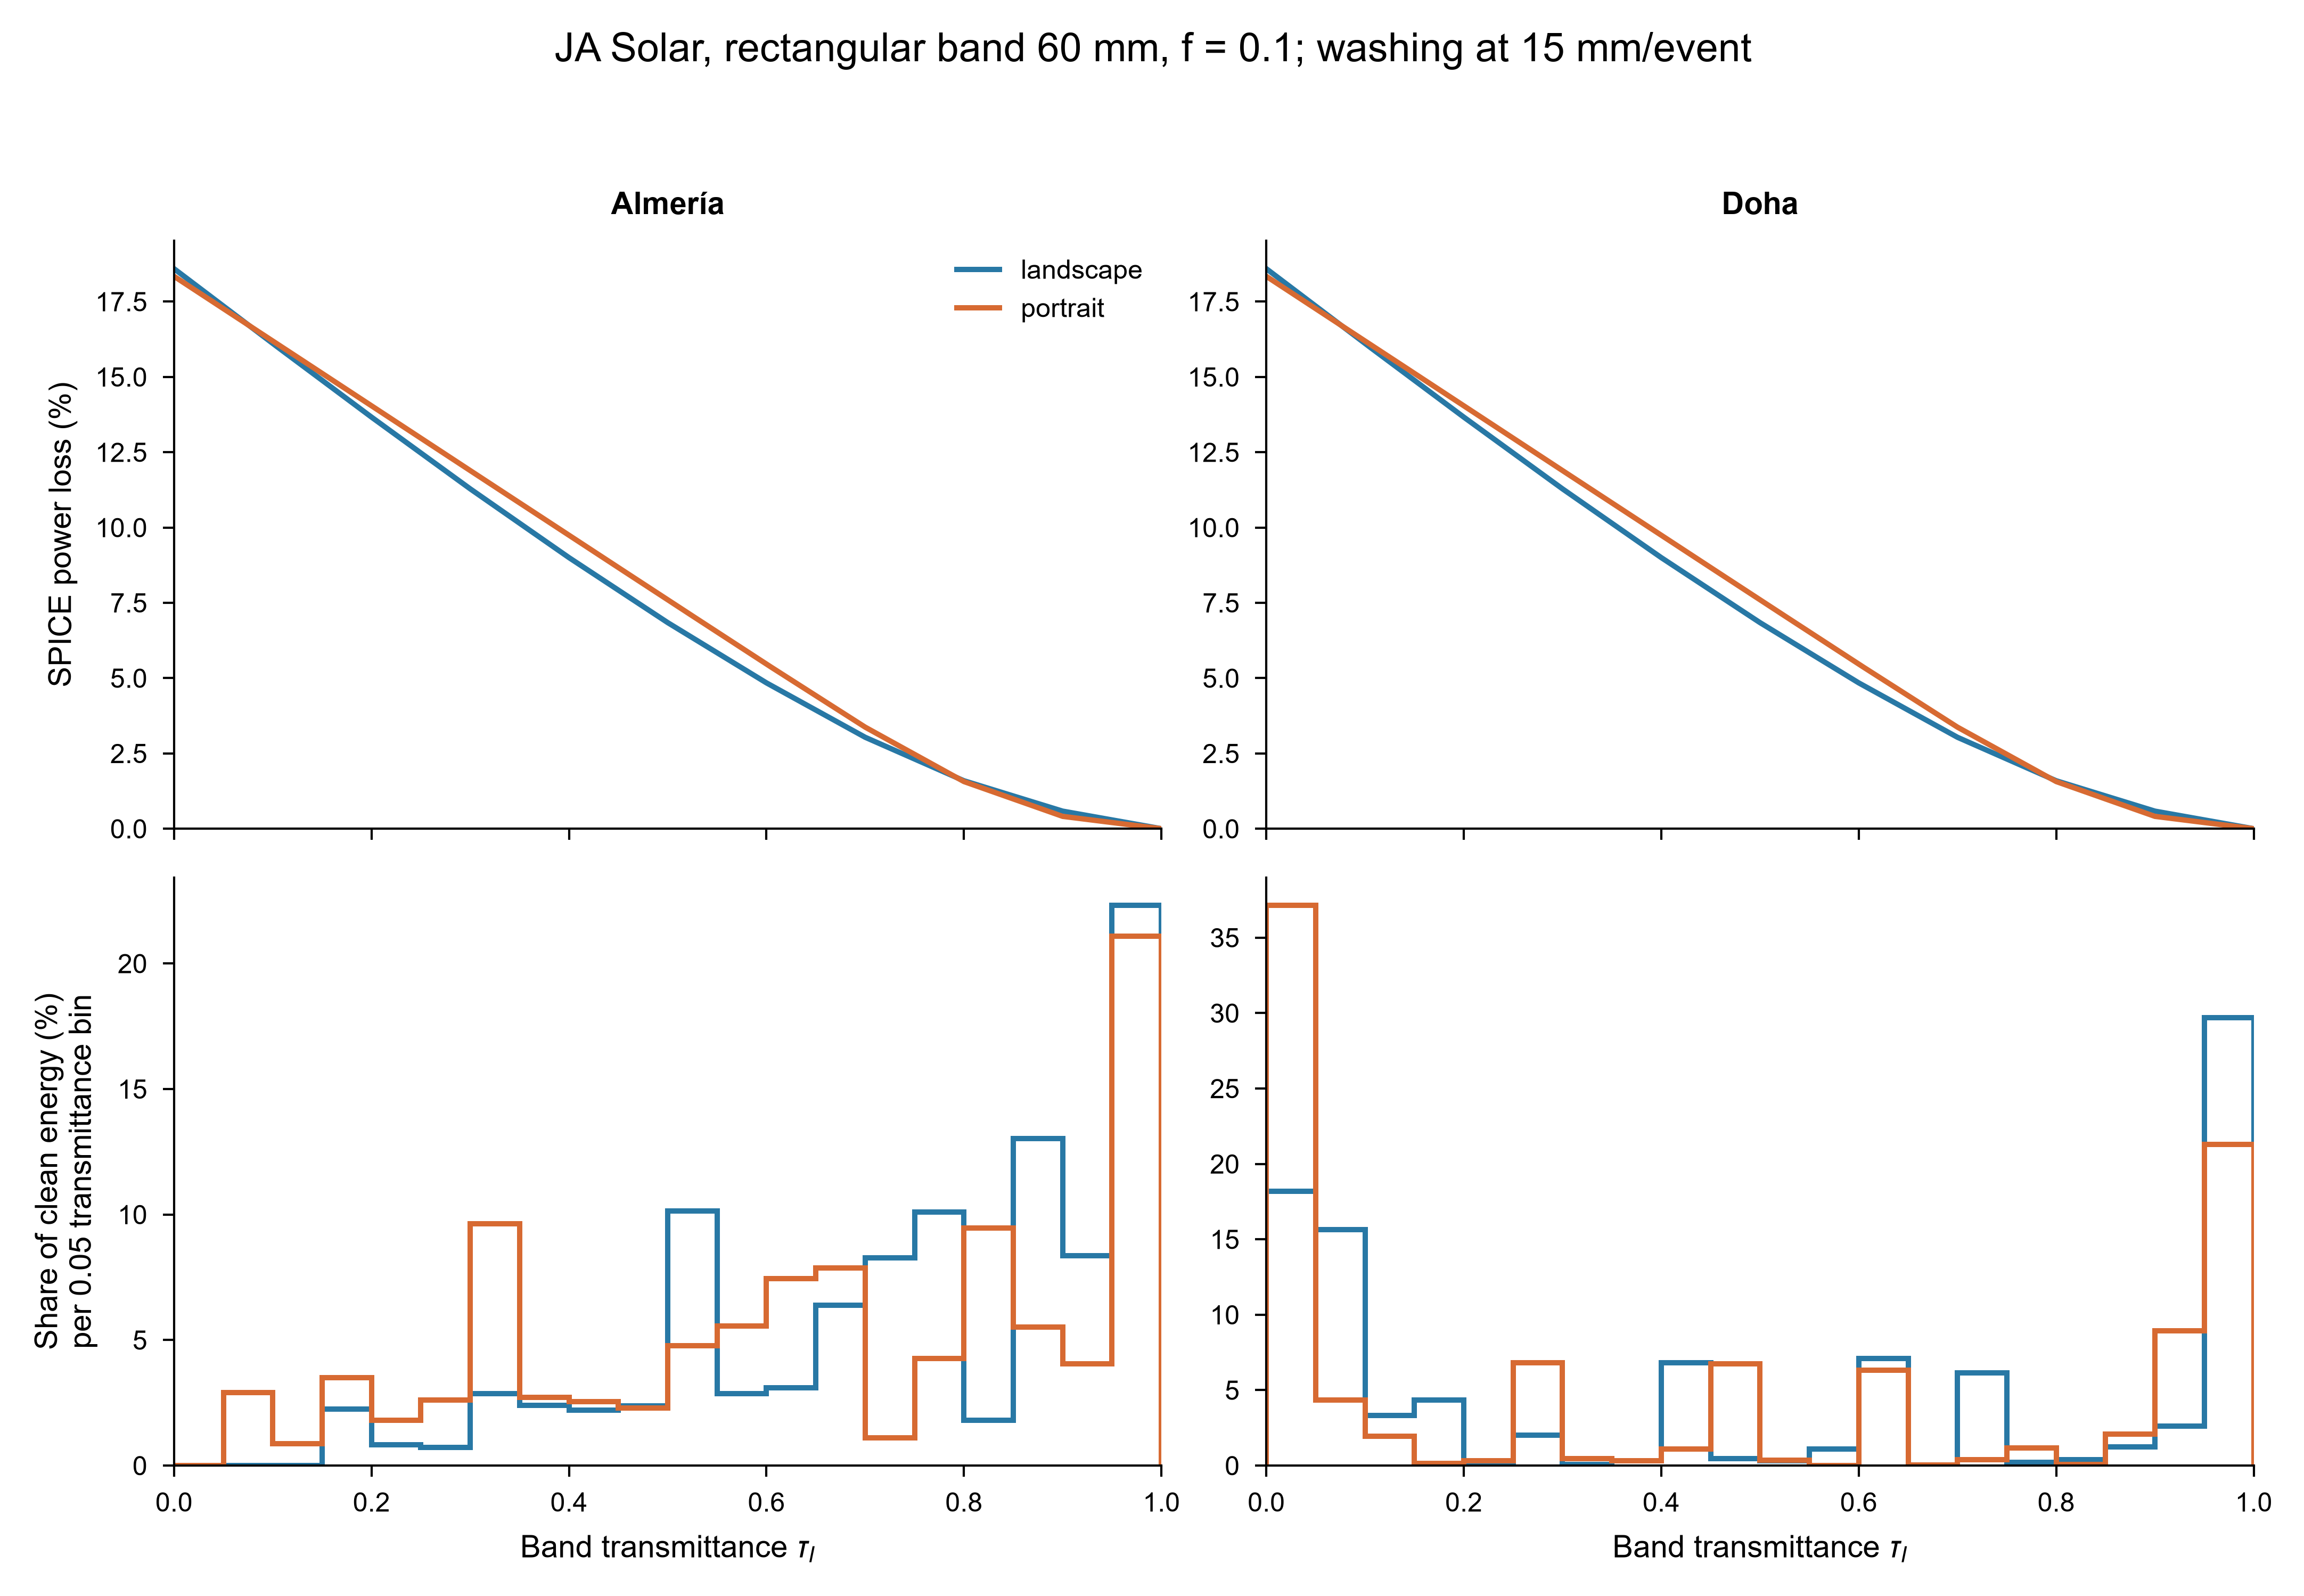 JA Solar, rectangular band 60 mm, f = 0.1; washing at 15 mm/event
Almería
Doha
landscape
portrait
SPICE power loss (%)
17.5
15.0
12.5
10.0
7.5
5.0
2.5
0.0
17.5
15.0
12.5
10.0
7.5
5.0
2.5
0.0
Share of clean energy (%)
per 0.05 transmittance bin
20
15
10
5
0
35
30
25
20
15
10
5
0
0.0 0.2 0.4 0.6 0.8 1.0
0.0 0.2 0.4 0.6 0.8 1.0
Band transmittance τ_l
Band transmittance τ_l